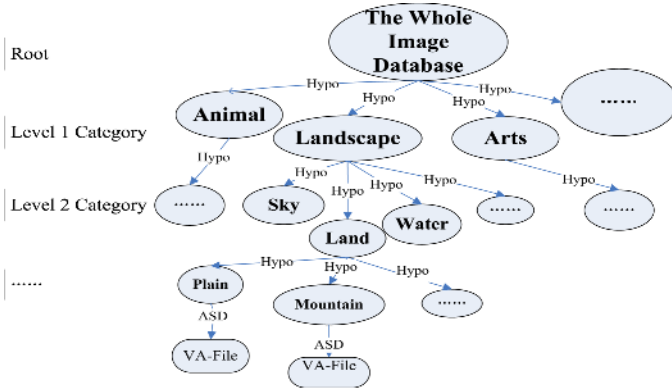 The Whole
Image
Database
Root
Hypo
Hypo
Hypo
Hypo
Animal
......
Level 1 Category
Landscape
Arts
Hypo
Hypo
Hypo
Hypo
Hypo
Hypo
Level 2 Category
......
Sky
Water
......
......
Land
Hypo
Hypo
Hypo
......
Plain
Mountain
......
ASD
ASD
VA-File
VA-File